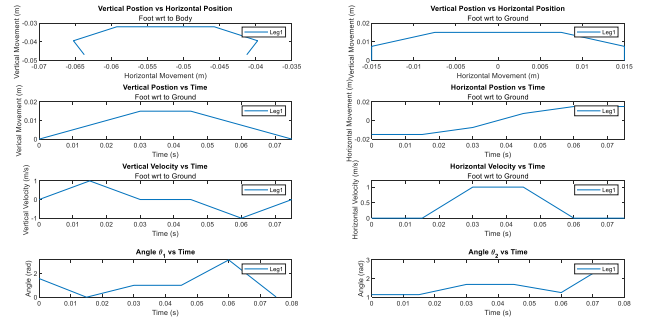 Vertical Postion vs Horizontal Position
Foot wrt to Body
Vertical Movement (m)
-0.03
-0.04
-0.05
Leg1
-0.07 -0.065 -0.06 -0.055 -0.05 -0.045 -0.04 -0.035
Horizontal Movement (m)
Vertical Postion vs Horizontal Position
Foot wrt to Ground
Vertical Movement (m)
0.02
0.01
0
Leg1
-0.015 -0.01 -0.005 0 0.005 0.01 0.015
Horizontal Movement (m)
Vertical Postion vs Time
Foot wrt to Ground
Vertical Movement (m)
0.02
0.01
0
Leg1
0 0.01 0.02 0.03 0.04 0.05 0.06 0.07
Time (s)
Horizontal Postion vs Time
Foot wrt to Ground
Horizontal Movement (m)
0.02
0
-0.02
Leg1
0 0.01 0.02 0.03 0.04 0.05 0.06 0.07
Time (s)
Vertical Velocity vs Time
Foot wrt to Ground
Vertical Velocity (m/s)
1
0
-1
Leg1
0 0.01 0.02 0.03 0.04 0.05 0.06 0.07
Time (s)
Horizontal Velocity vs Time
Foot wrt to Ground
Horizontal Velocity (m/s)
1
0.5
0
Leg1
0 0.01 0.02 0.03 0.04 0.05 0.06 0.07
Time (s)
Angle θ1 vs Time
Angle (rad)
2
0
Leg1
0 0.01 0.02 0.03 0.04 0.05 0.06 0.07 0.08
Time (s)
Angle θ2 vs Time
Angle (rad)
3
2
1
Leg1
0 0.01 0.02 0.03 0.04 0.05 0.06 0.07 0.08
Time (s)